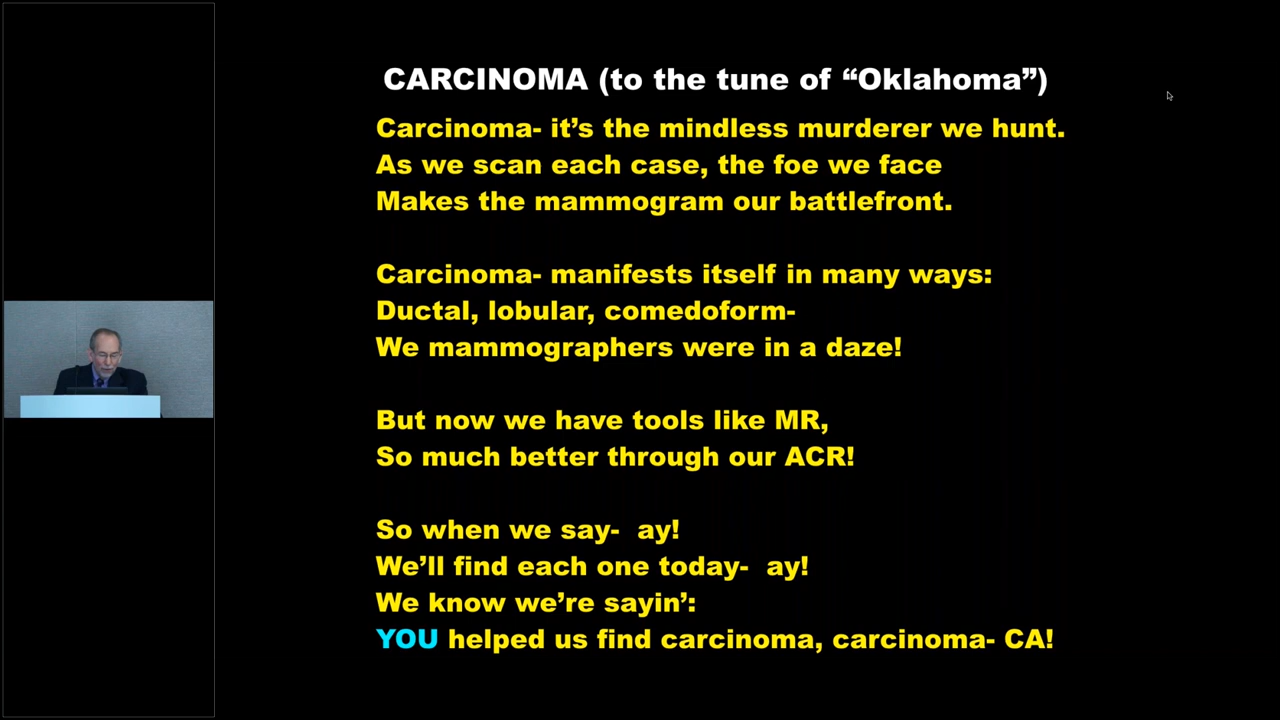 CARCINOMA (to the tune of “Oklahoma”)
Carcinoma- it’s the mindless murderer we hunt.
As we scan each case, the foe we face
Makes the mammogram our battlefront.
Carcinoma- manifests itself in many ways:
Ductal, lobular, comedoform-
We mammographers were in a daze!
But now we have tools like MR,
So much better through our ACR!
So when we say-  ay!
We’ll find each one today-  ay!
We know we’re sayin’:
YOU helped us find carcinoma, carcinoma- CA!